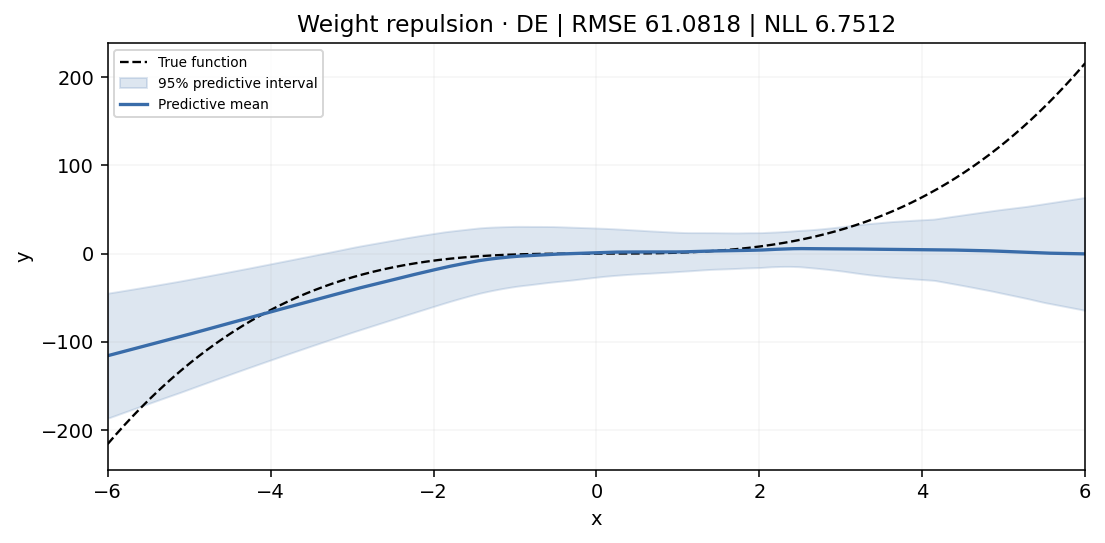 Weight repulsion · DE | RMSE 61.0818 | NLL 6.7512
True function
95% predictive interval
Predictive mean
200
100
0
−100
−200
y
−6 −4 −2 0 2 4 6
x